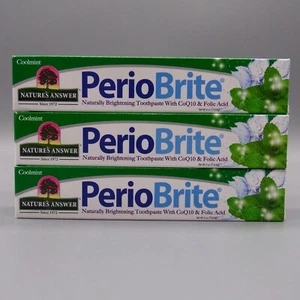 Coolmint
NATURE'S ANSWER
Since 1972
PerioBrite®
Naturally Brightening Toothpaste With CoQ10 & Folic Acid
Coolmint
NATURE'S ANSWER
Since 1972
PerioBrite®
Naturally Brightening Toothpaste With CoQ10 & Folic Acid
Coolmint
NATURE'S ANSWER
Since 1972
PerioBrite®
Naturally Brightening Toothpaste With CoQ10 & Folic Acid